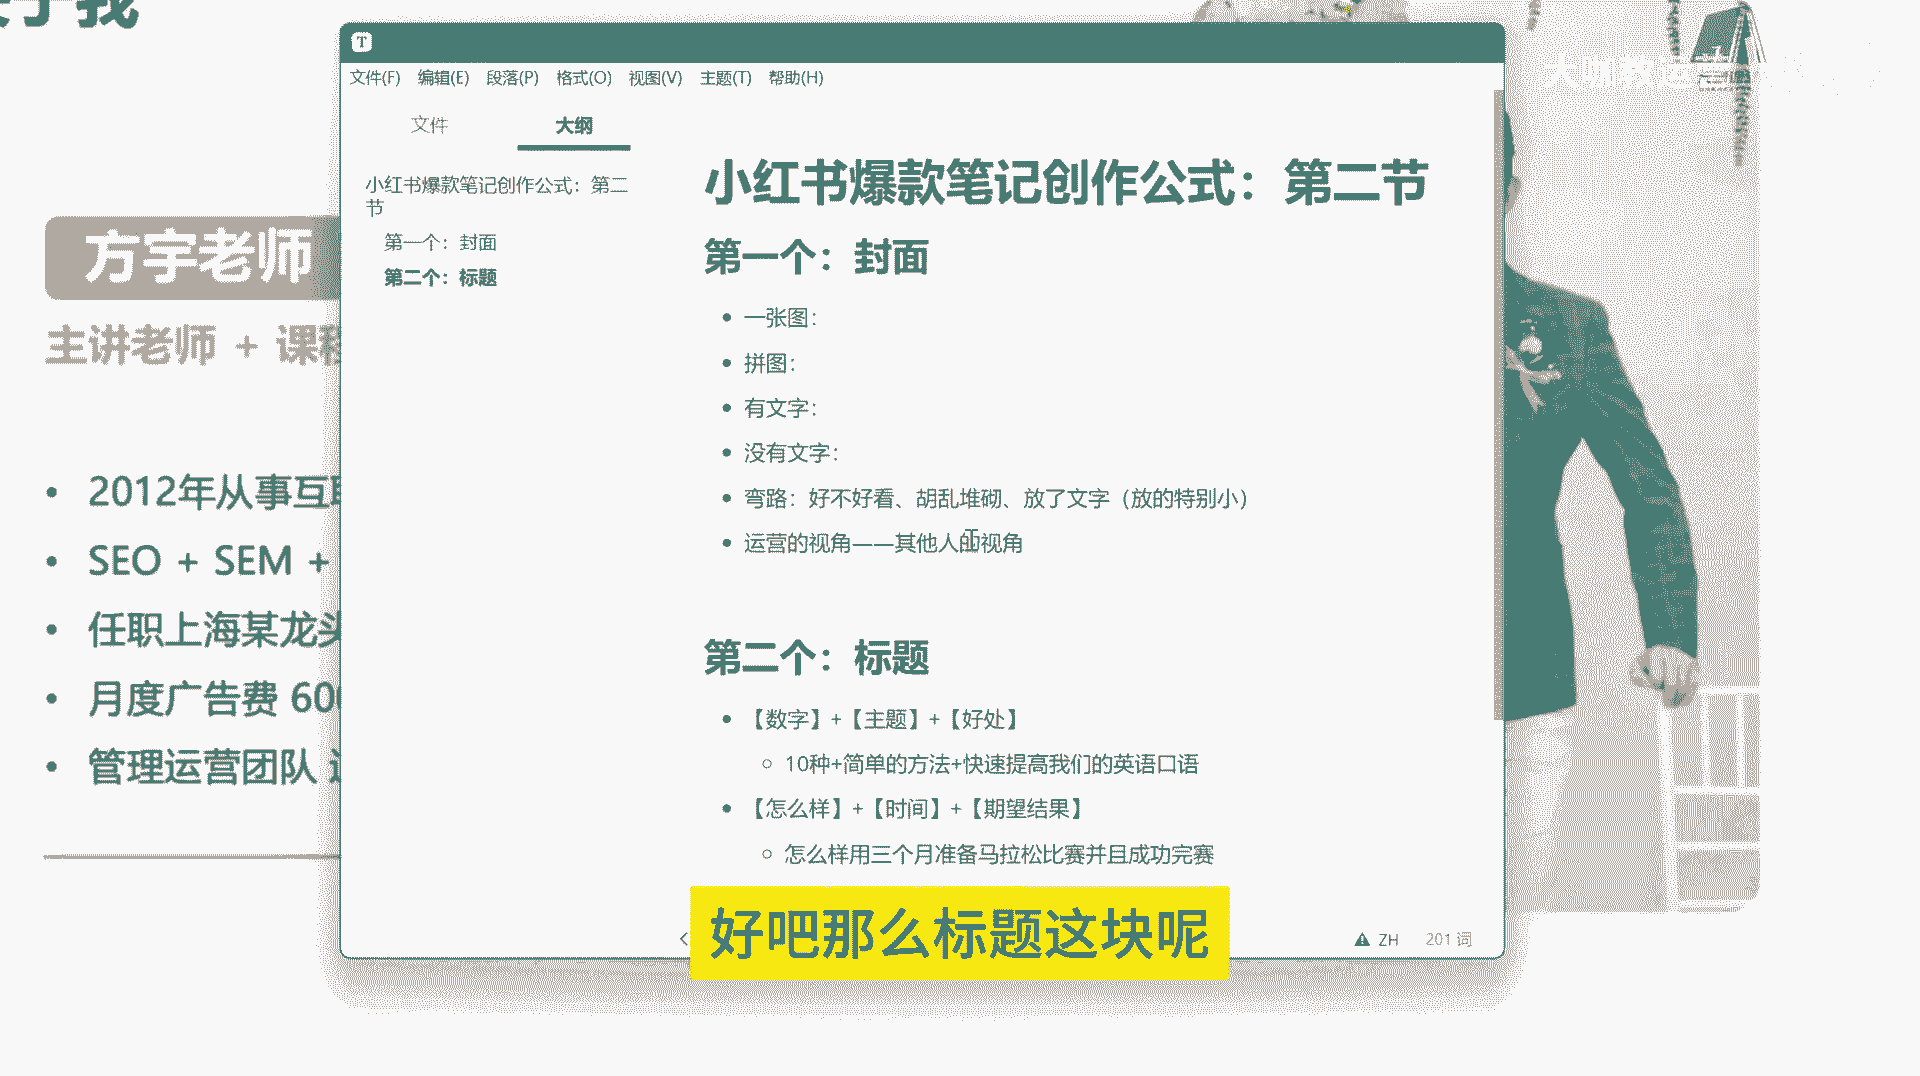 方宇老师
主讲老师 + 课程
2012年从事互联
SEO + SEM +
任职上海某龙头
月度广告费 600
管理运营团队
T
文件(F) 编辑(E) 段落(P) 格式(O) 视图(V) 主题(T) 帮助(H)
文件 大纲
小红书爆款笔记创作公式：第二
节
第一个：封面
第二个：标题
小红书爆款笔记创作公式：第二节
第一个：封面
一张图：
拼图：
有文字：
没有文字：
弯路：好不好看、胡乱堆砌、放了文字（放的特别小）
运营的视角——其他人的视角
第二个：标题
【数字】+【主题】+【好处】
10种+简单的方法+快速提高我们的英语口语
【怎么样】+【时间】+【期望结果】
怎么样用三个月准备马拉松比赛并且成功完赛
好吧那么标题这块呢
ZH 201 词